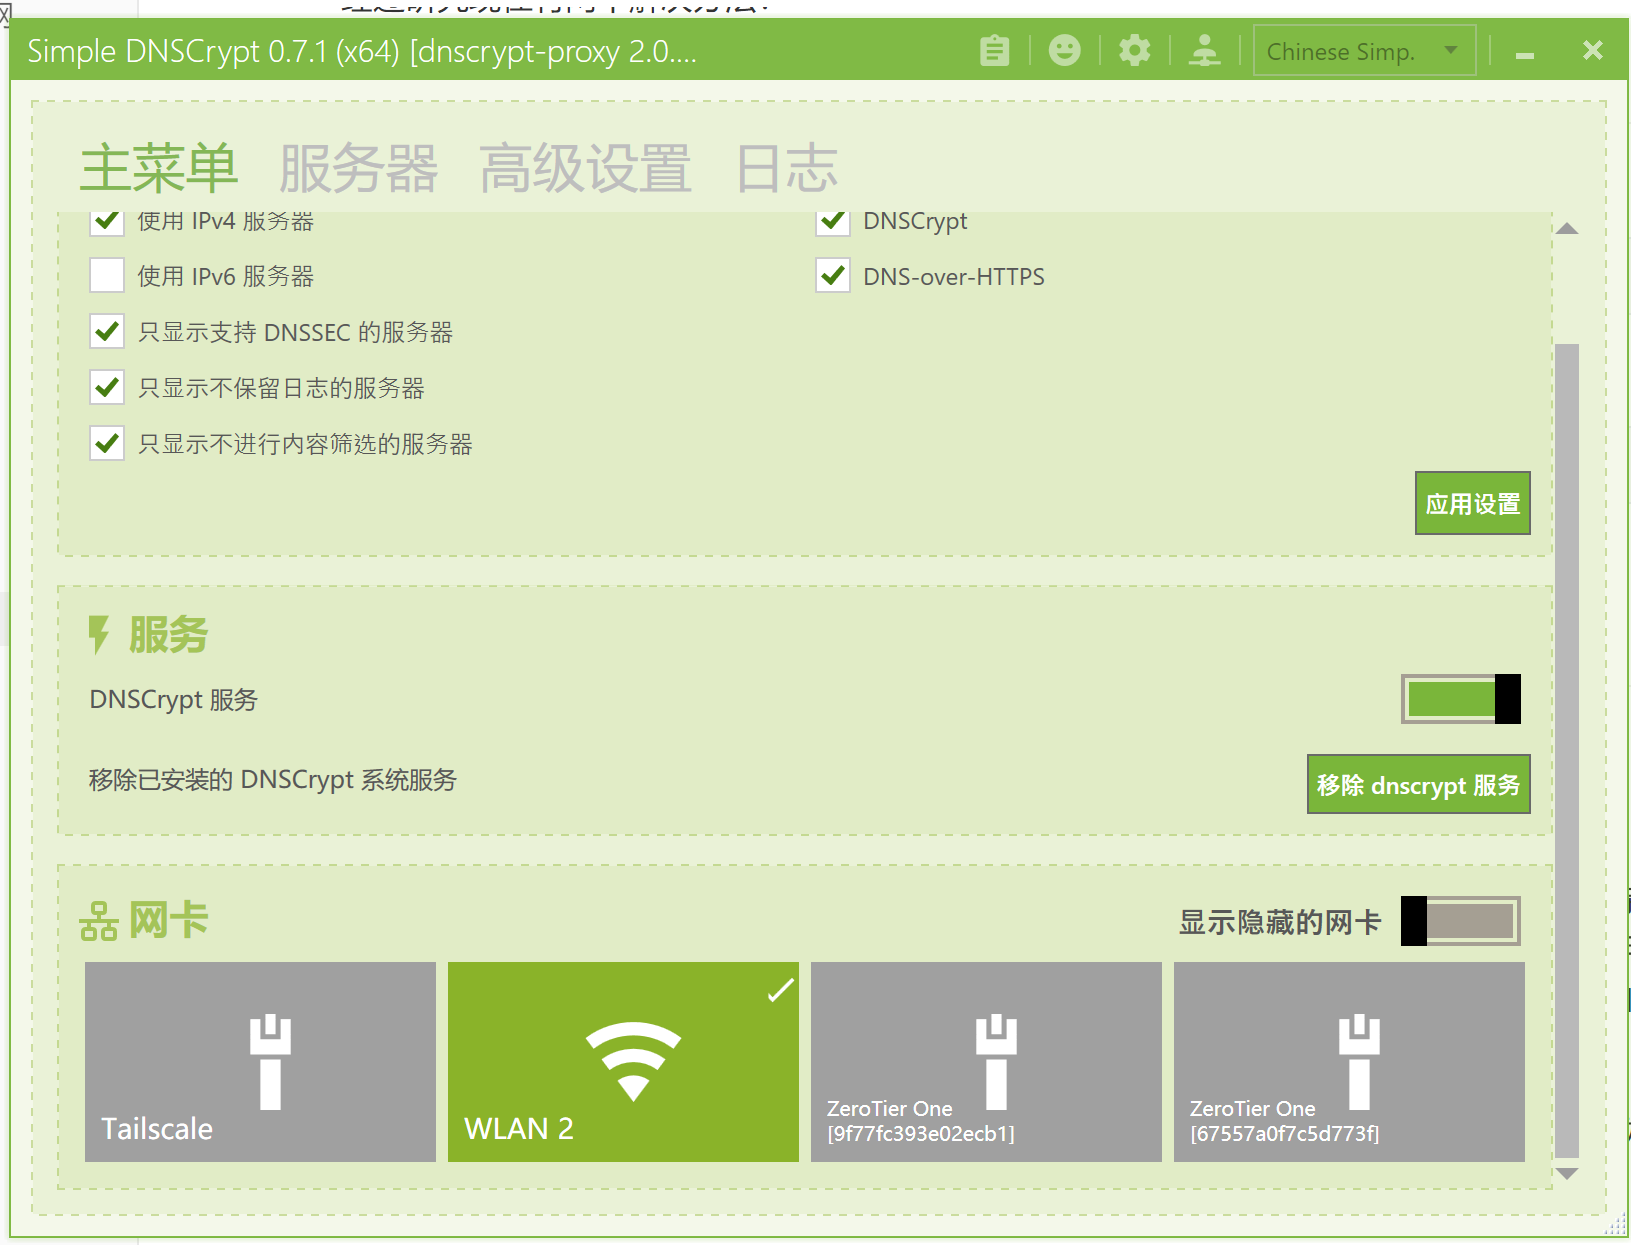 Simple DNSCrypt 0.7.1 (x64) [dnscrypt-proxy 2.0....
Chinese Simp.
主菜单 服务器 高级设置 日志
使用 IPv4 服务器
DNSCrypt
使用 IPv6 服务器
DNS-over-HTTPS
只显示支持 DNSSEC 的服务器
只显示不保留日志的服务器
只显示不进行内容筛选的服务器
应用设置
服务
DNSCrypt 服务
移除已安装的 DNSCrypt 系统服务
移除 dnscrypt 服务
网卡
显示隐藏的网卡
Tailscale
WLAN 2
ZeroTier One
[9f77fc393e02ecb1]
ZeroTier One
[67557a0f7c5d773f]